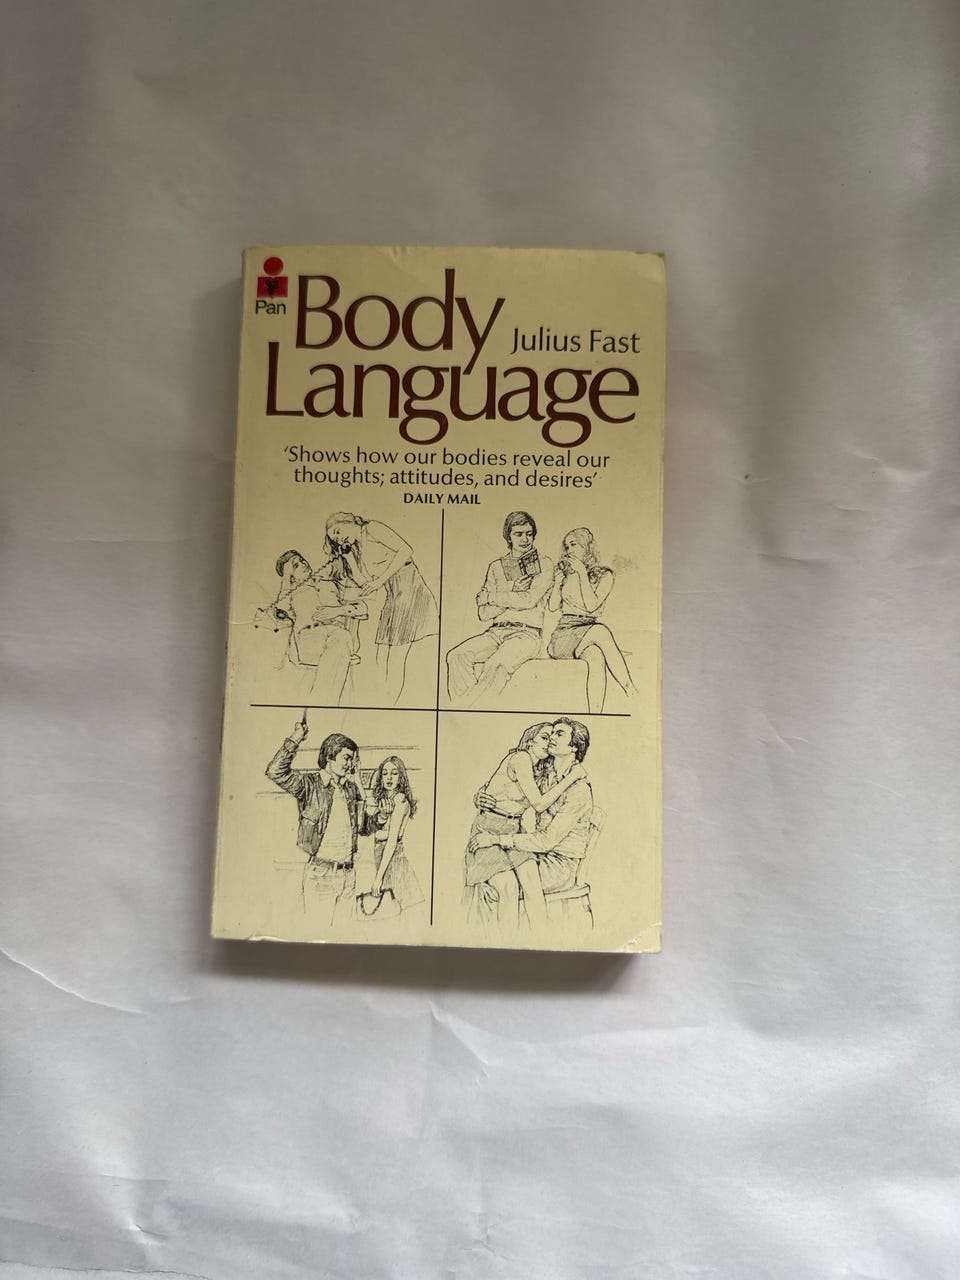 Pan
Body
Julius Fast
Language
‘Shows how our bodies reveal our
thoughts; attitudes, and desires’
DAILY MAIL